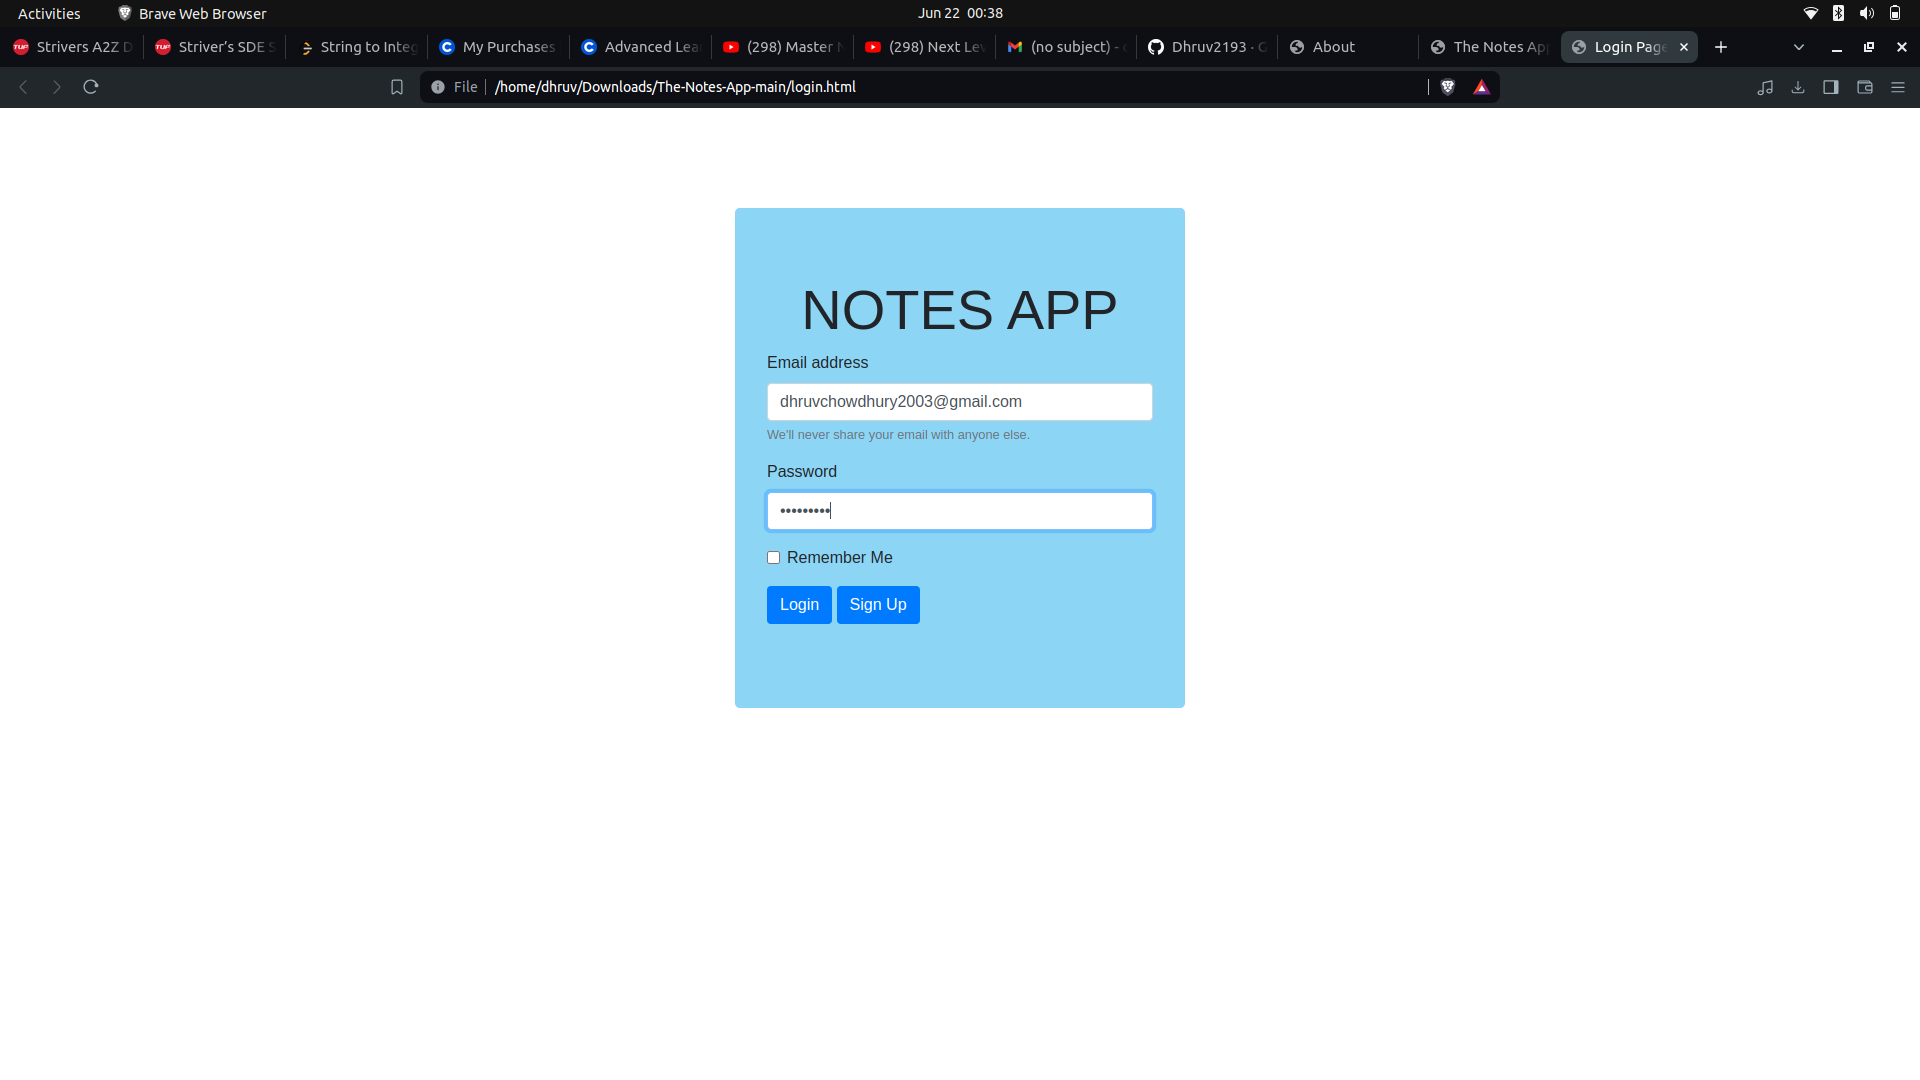 Activities Brave Web Browser Jun 22 00:38
Strivers A2Z D Striver's SDE S String to Integ My Purchases Advanced Lea (298) Master N (298) Next Lev (no subject) - Dhruv2193 · About The Notes App Login Page
File /home/dhruv/Downloads/The-Notes-App-main/login.html
NOTES APP
Email address
dhruvchowdhury2003@gmail.com
We'll never share your email with anyone else.
Password
•••••••••
Remember Me
Login Sign Up